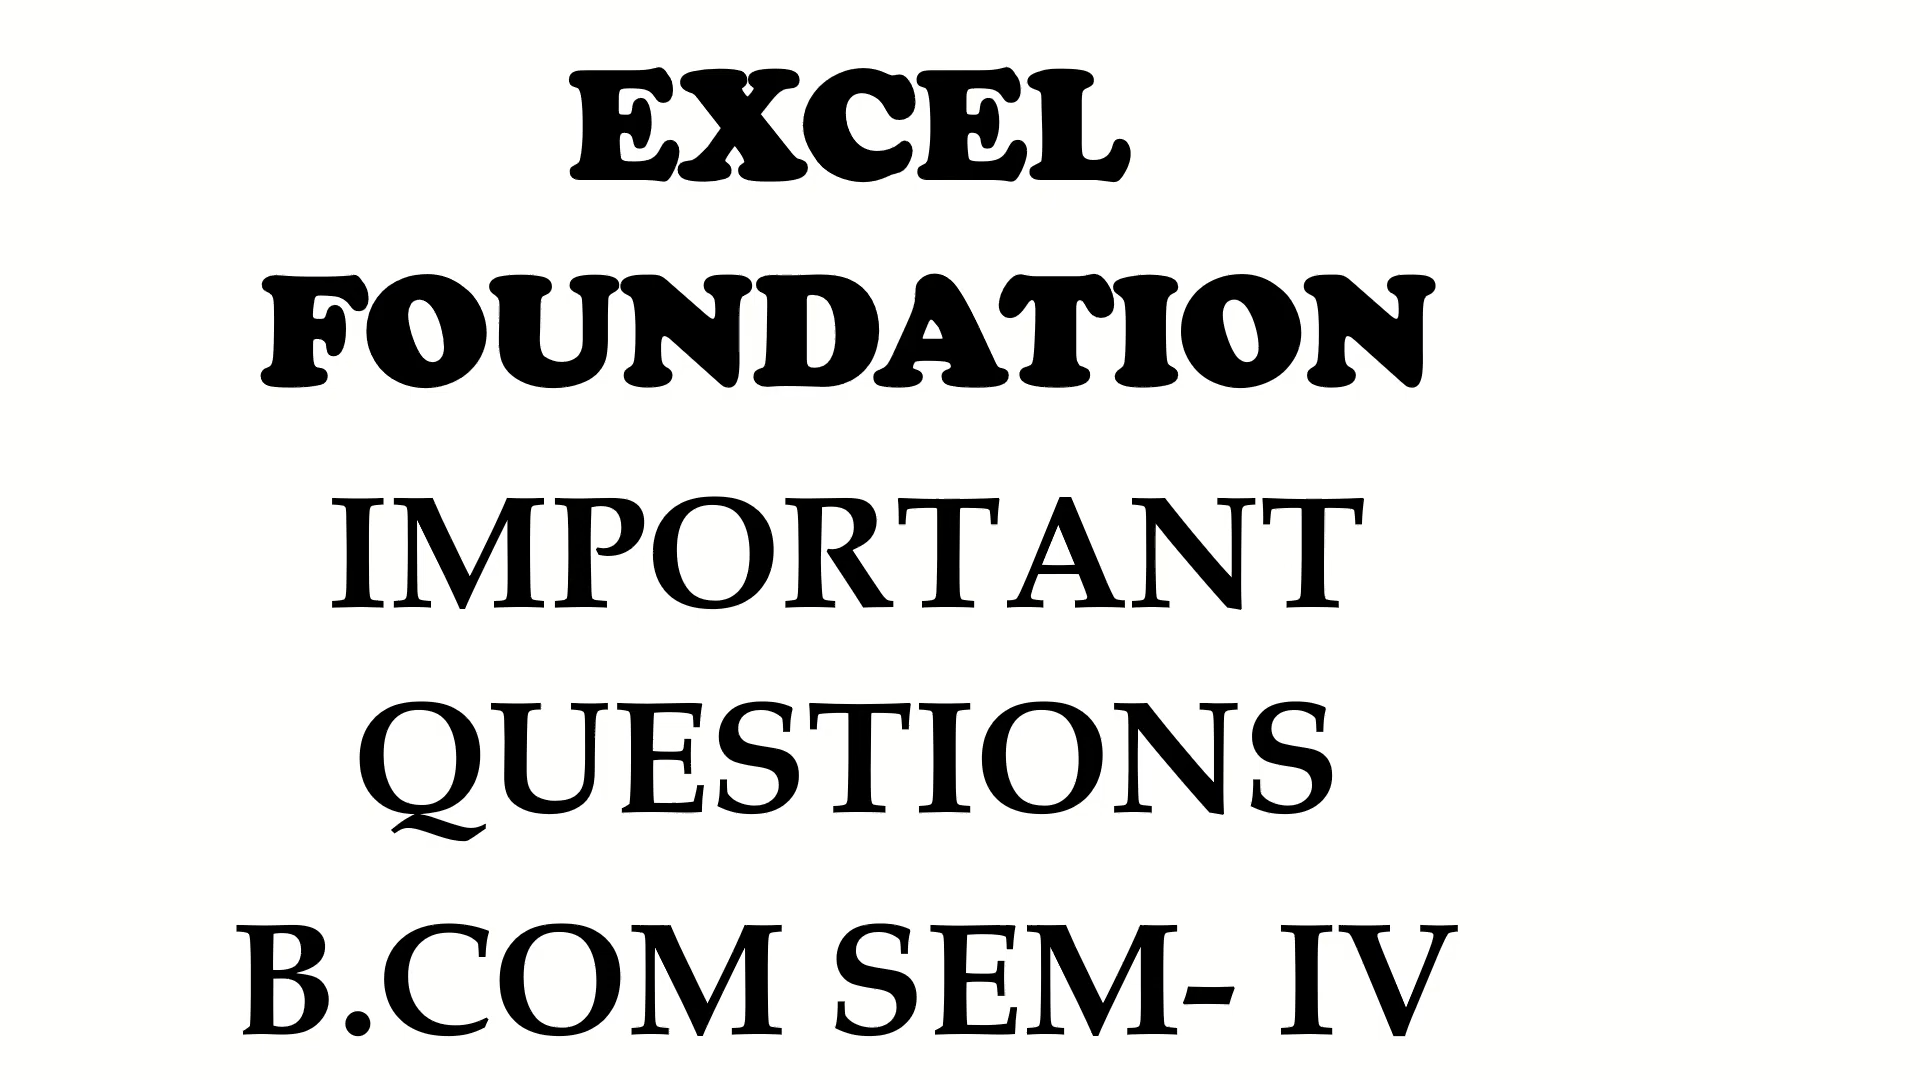 EXCEL
FOUNDATION
IMPORTANT
QUESTIONS
B.COM SEM- IV